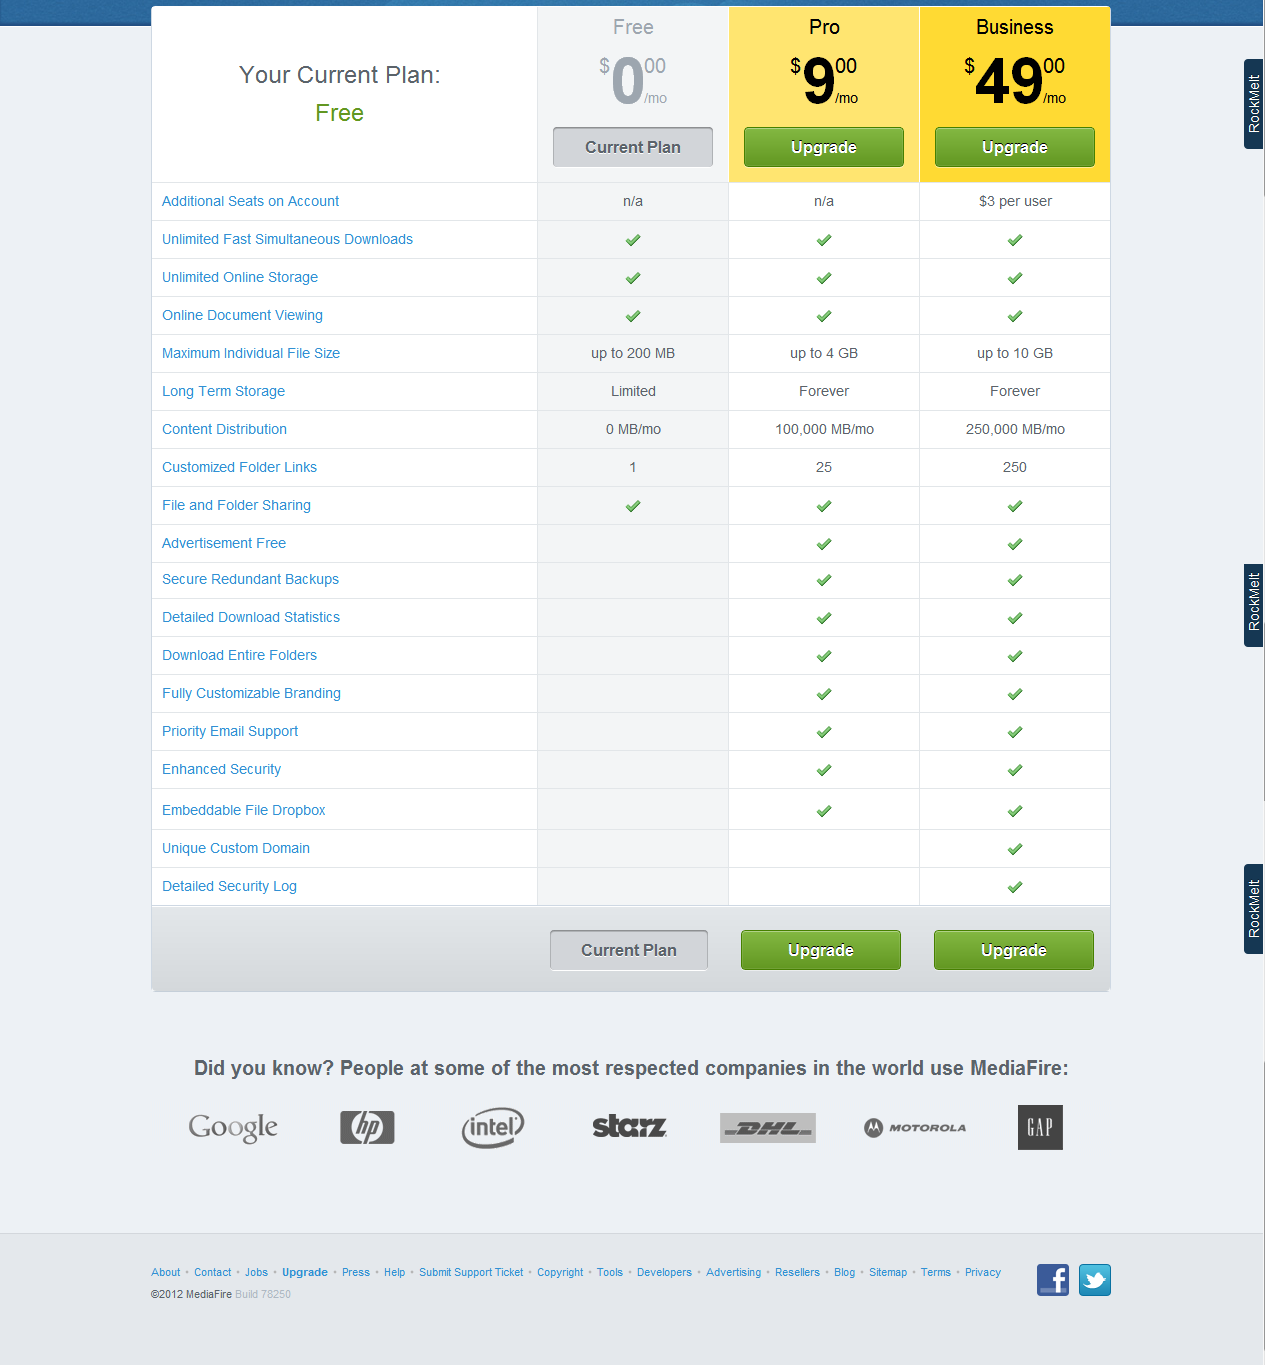 Your Current Plan:
Free
Free
$0 00 /mo
Current Plan
Pro
$9 00 /mo
Upgrade
Business
$49 00 /mo
Upgrade
Additional Seats on Account n/a n/a $3 per user
Unlimited Fast Simultaneous Downloads
Unlimited Online Storage
Online Document Viewing
Maximum Individual File Size up to 200 MB up to 4 GB up to 10 GB
Long Term Storage Limited Forever Forever
Content Distribution 0 MB/mo 100,000 MB/mo 250,000 MB/mo
Customized Folder Links 1 25 250
File and Folder Sharing
Advertisement Free
Secure Redundant Backups
Detailed Download Statistics
Download Entire Folders
Fully Customizable Branding
Priority Email Support
Enhanced Security
Embeddable File Dropbox
Unique Custom Domain
Detailed Security Log
Current Plan Upgrade Upgrade
RockMelt
RockMelt
RockMelt
Did you know? People at some of the most respected companies in the world use MediaFire:
Google hp intel starz DHL MOTOROLA GAP
About • Contact • Jobs • Upgrade • Press • Help • Submit Support Ticket • Copyright • Tools • Developers • Advertising • Resellers • Blog • Sitemap • Terms • Privacy
©2012 MediaFire Build 78250